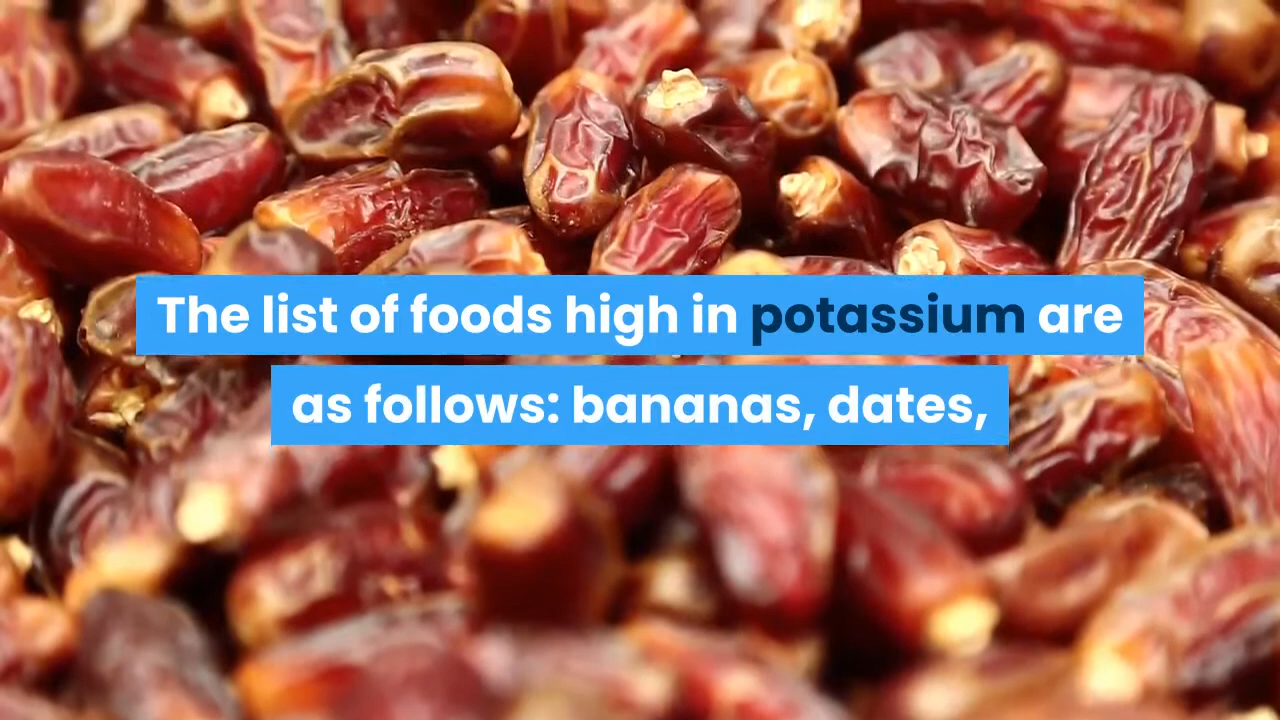 The list of foods high in potassium are
as follows: bananas, dates,